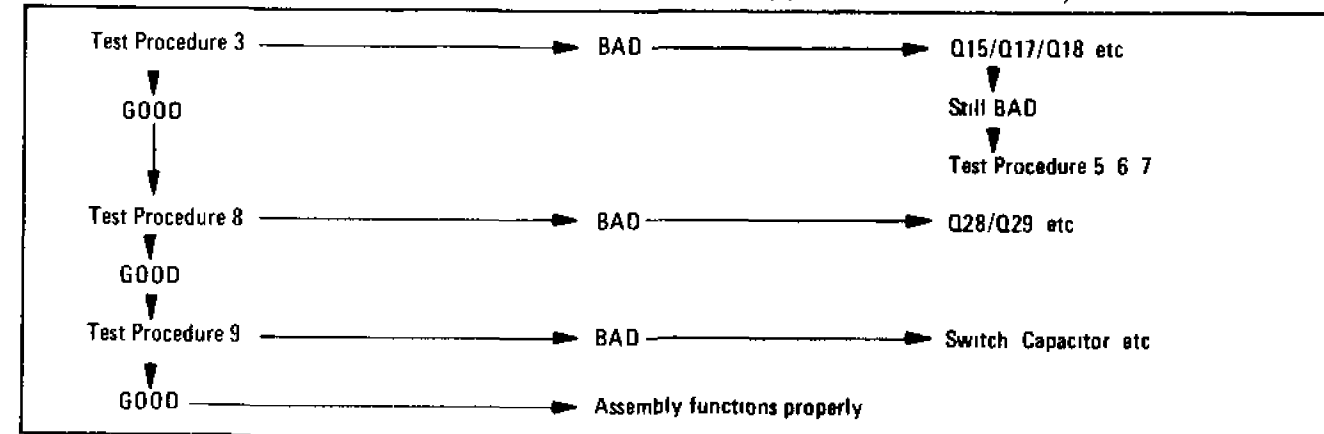 Test Procedure 3 BAD Q15/Q17/Q18 etc
GOOD Still BAD
Test Procedure 5 6 7
Test Procedure 8 BAD Q28/Q29 etc
GOOD
Test Procedure 9 BAD Switch Capacitor etc
GOOD Assembly functions properly